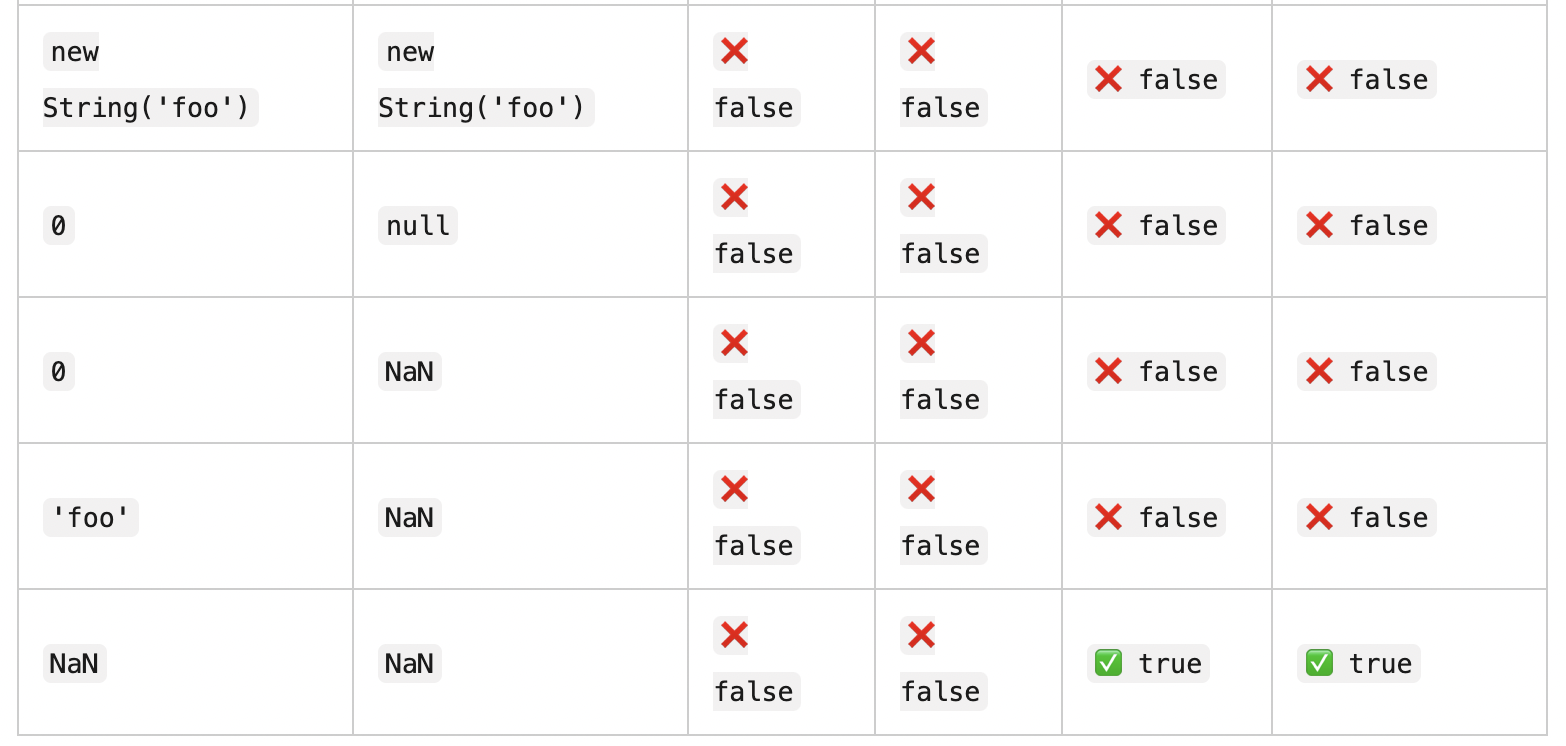 new new ❌ ❌
String('foo') String('foo') false false ❌ false ❌ false
0 null ❌ false ❌ false ❌ false ❌ false
0 NaN ❌ false ❌ false ❌ false ❌ false
'foo' NaN ❌ false ❌ false ❌ false ❌ false
NaN NaN ❌ false ❌ false ✅ true ✅ true